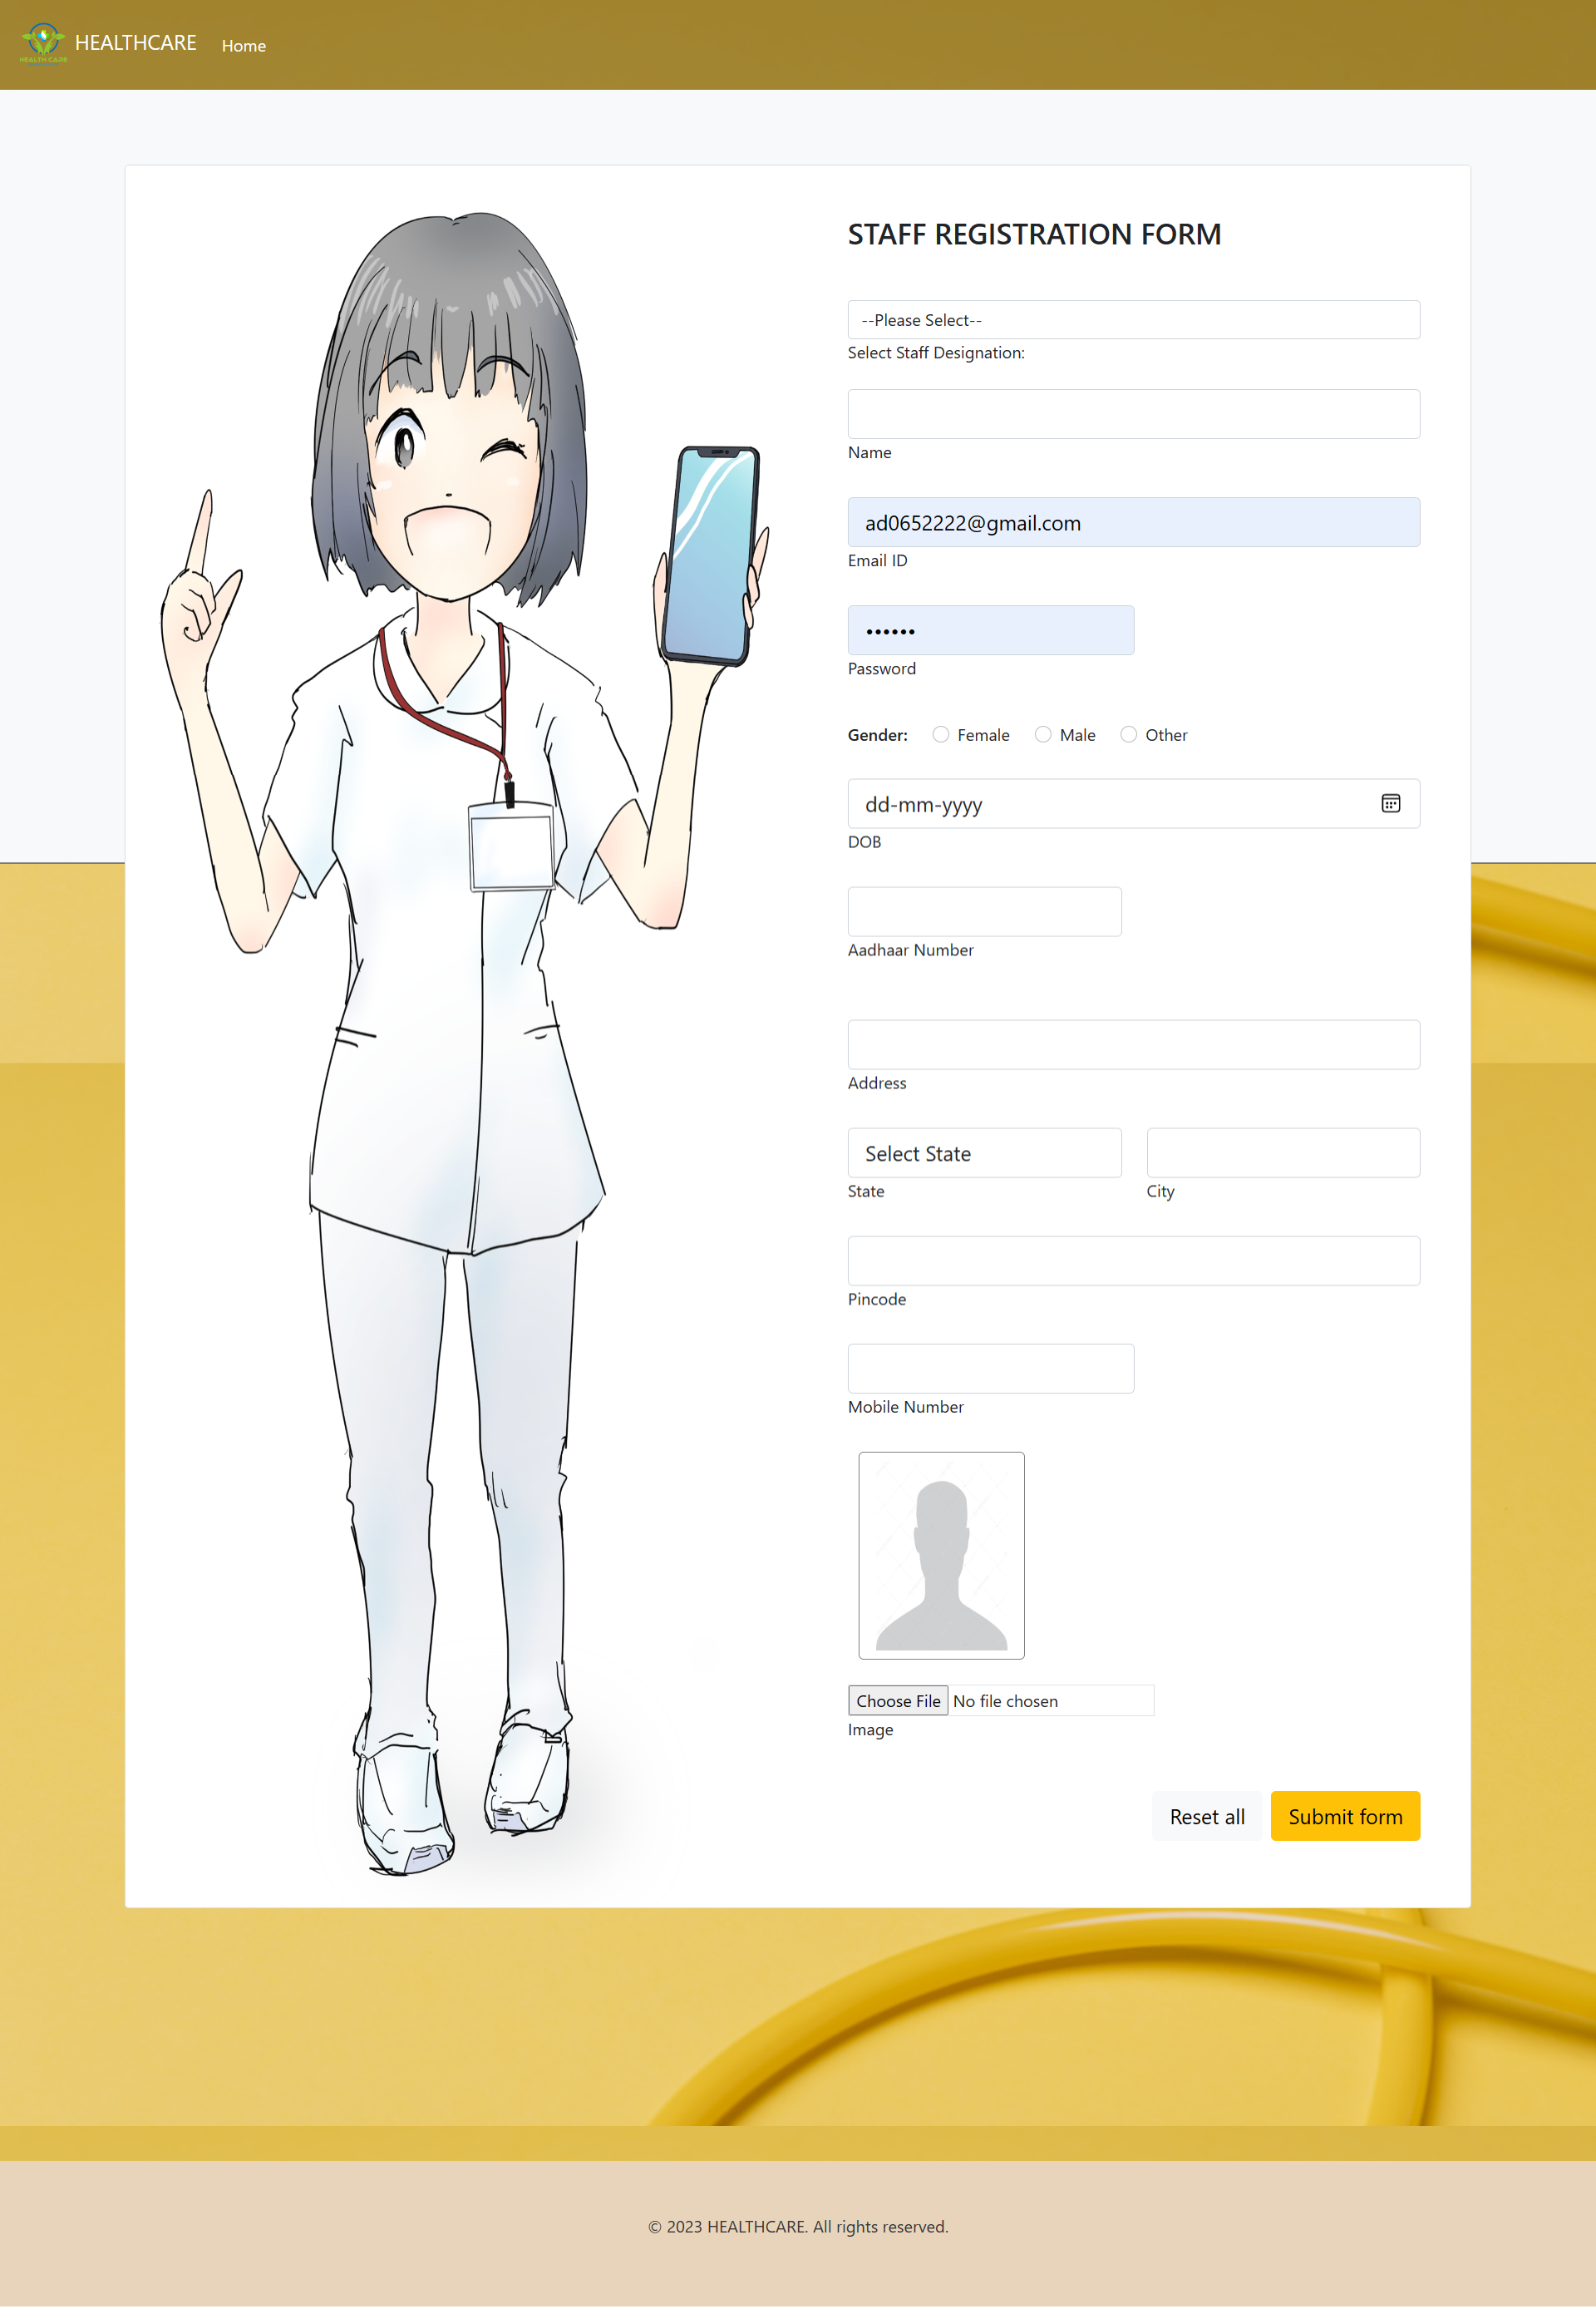 HEALTH CARE
HEALTHCARE Home
STAFF REGISTRATION FORM
--Please Select--
Select Staff Designation:
Name
ad0652222@gmail.com
Email ID
••••••
Password
Gender: Female Male Other
dd-mm-yyyy
DOB
Aadhaar Number
Address
Select State
State City
Pincode
Mobile Number
Choose File No file chosen
Image
Reset all Submit form
© 2023 HEALTHCARE. All rights reserved.